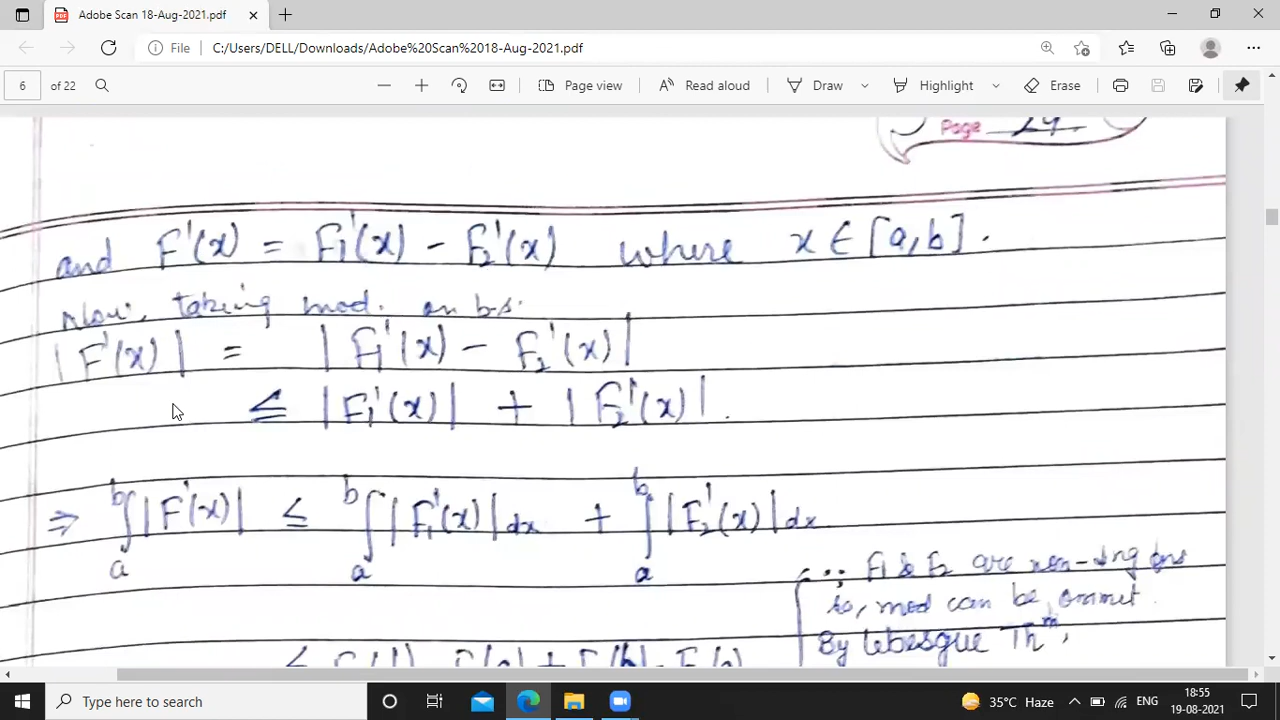 Adobe Scan 18-Aug-2021.pdf
File C:/Users/DELL/Downloads/Adobe%20Scan%2018-Aug-2021.pdf
6 of 22 Page view Read aloud Draw Highlight Erase
Page 24.
and F'(x) = F₁'(x) - F₂'(x) where x ∈ [a,b].
Now, taking mod. on b.s.
|F'(x)| = |F₁'(x) - F₂'(x)|
≤ |F₁'(x)| + |F₂'(x)|.
⇒ ∫ₐᵇ|F'(x)| ≤ ∫ₐᵇ|F₁'(x)|dx + ∫ₐᵇ|F₂'(x)|dx
∵ F₁ & F₂ are non-
so, mod can be ommet.
By lebesgue Thᵐ,
Type here to search
35°C Haze
ENG
18:55
19-08-2021